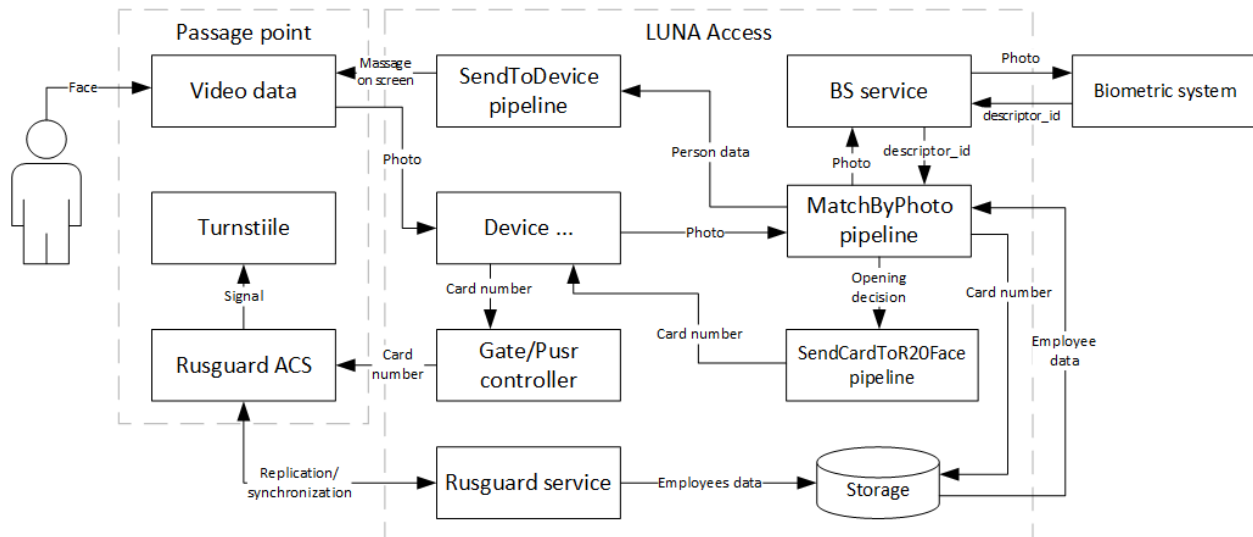 Passage point
LUNA Access
Face
Video data
Massage
on screen
SendToDevice
pipeline
BS service
Photo
Biometric system
descriptor_id
Photo
Person data
Photo
descriptor_id
Turnstiile
Device ...
Photo
MatchByPhoto
pipeline
Signal
Card number
Card number
Opening
decision
Card number
Employee
data
Rusguard ACS
Card
number
Gate/Pusr
controller
SendCardToR20Face
pipeline
Replication/
synchronization
Rusguard service
Employees data
Storage